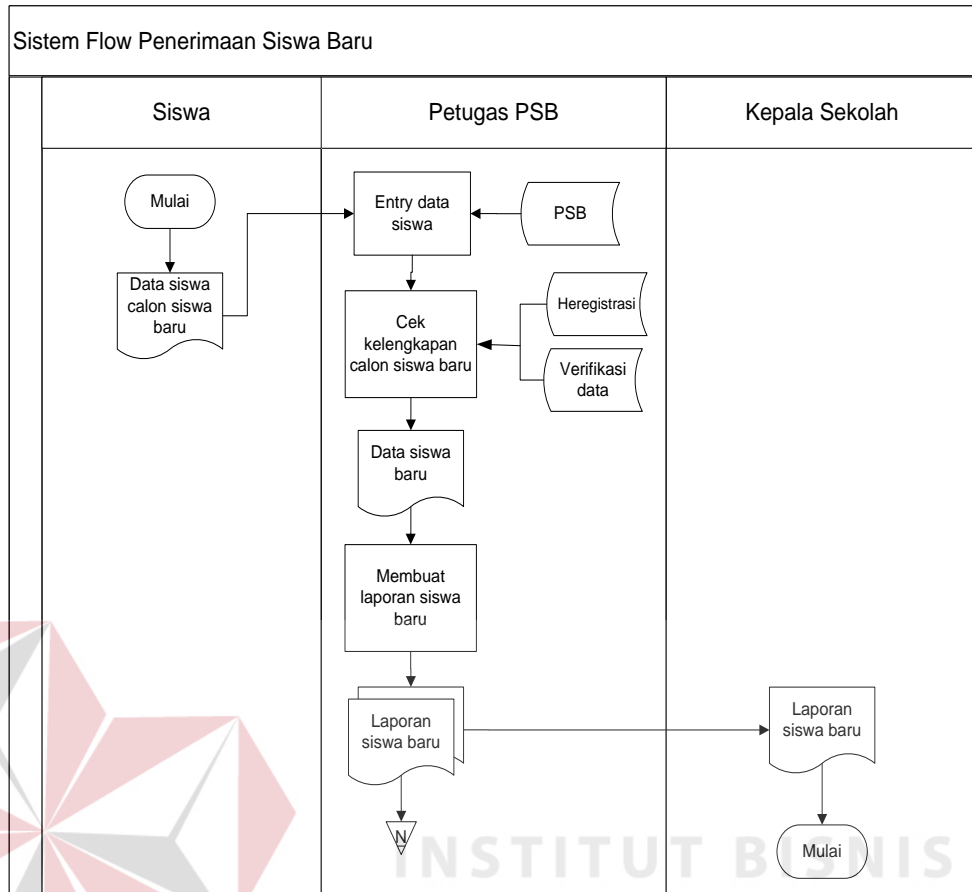 Sistem Flow Penerimaan Siswa Baru
Siswa
Petugas PSB
Kepala Sekolah
Mulai
Entry data
siswa
PSB
Data siswa
calon siswa
baru
Heregistrasi
Cek
kelengkapan
calon siswa baru
Verifikasi
data
Data siswa
baru
Membuat
laporan siswa
baru
Laporan
siswa baru
Laporan
siswa baru
N
Mulai
INSTITUT BISNIS